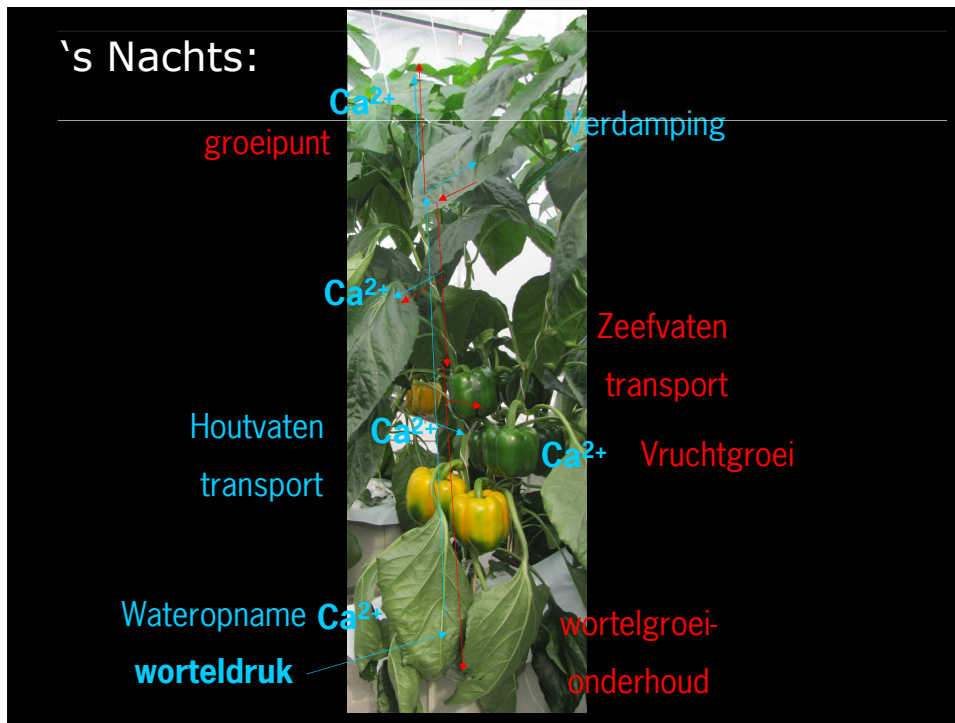 ‘s Nachts:
Ca2+
groeipunt
Verdamping
Ca2+
Zeefvaten
transport
Houtvaten
transport
Ca2+
Ca2+ Vruchtgroei
Wateropname Ca2+
worteldruk
wortelgroei-
onderhoud